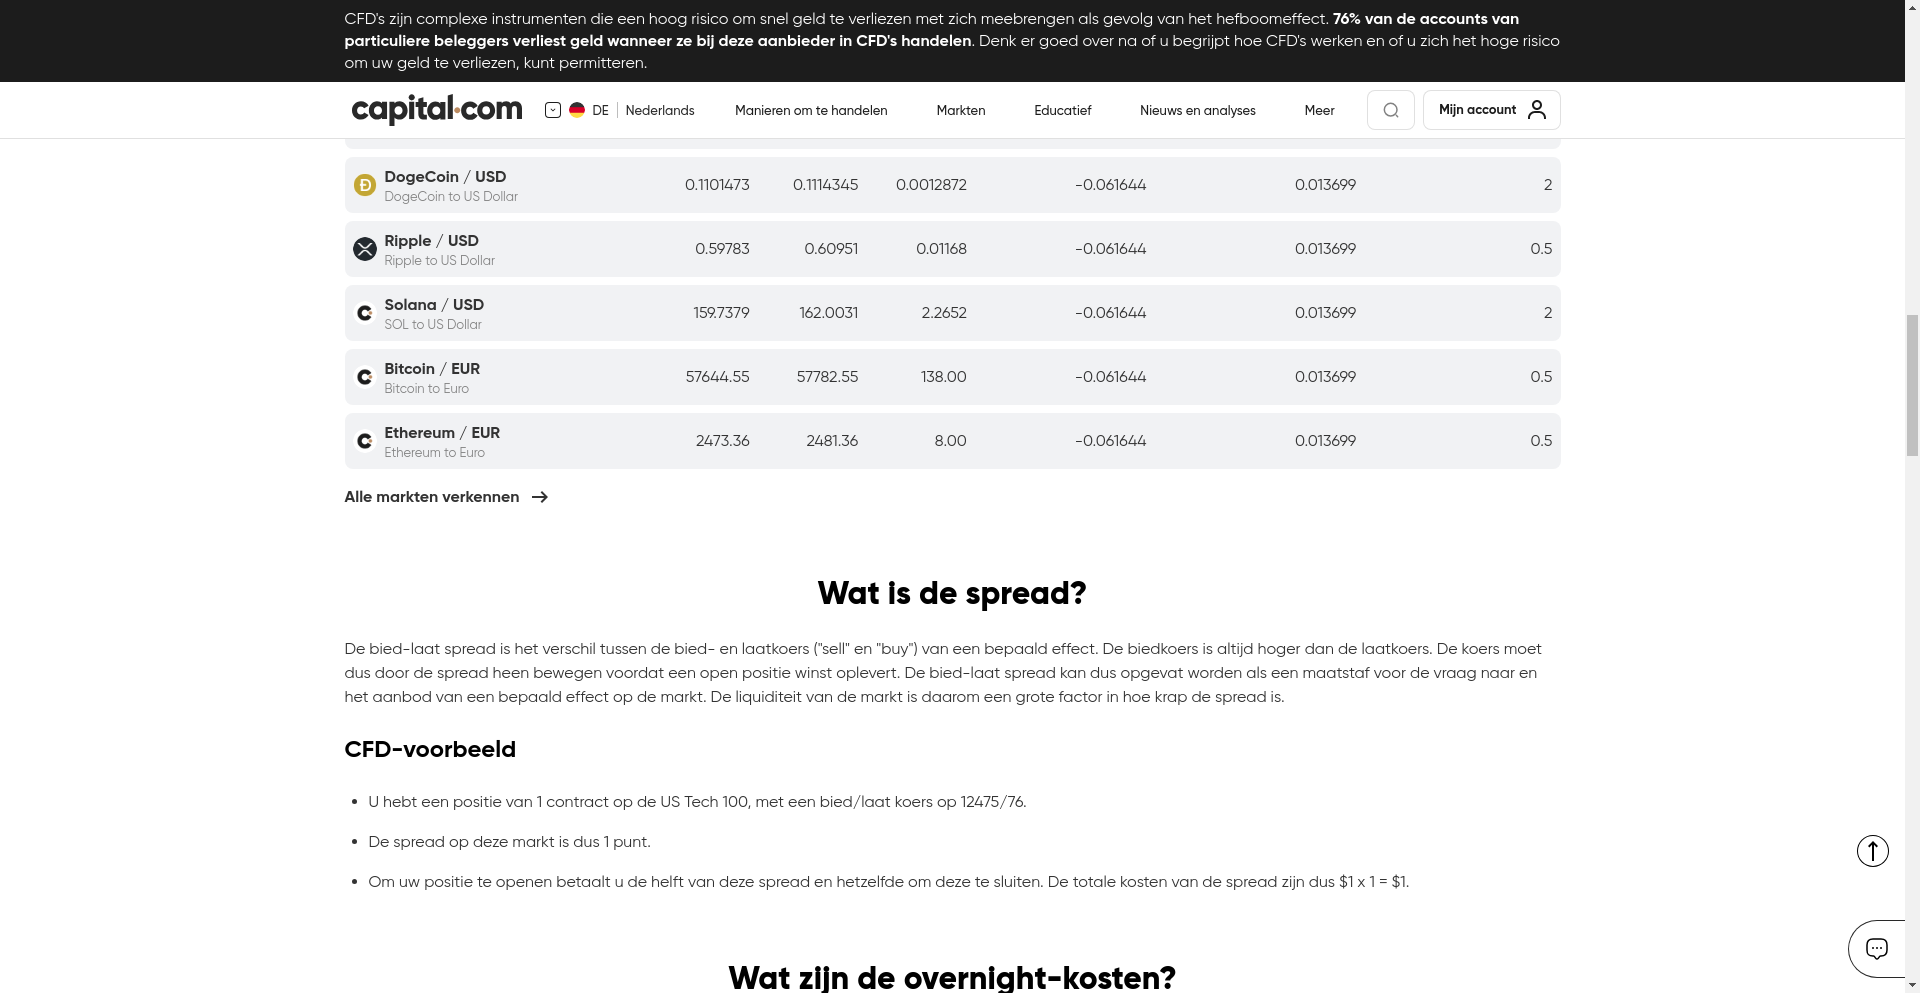 CFD's zijn complexe instrumenten die een hoog risico om snel geld te verliezen met zich meebrengen als gevolg van het hefboomeffect. 76% van de accounts van
particuliere beleggers verliest geld wanneer ze bij deze aanbieder in CFD's handelen. Denk er goed over na of u begrijpt hoe CFD's werken en of u zich het hoge risico
om uw geld te verliezen, kunt permitteren.
capital.com DE Nederlands Manieren om te handelen Markten Educatief Nieuws en analyses Meer Mijn account
DogeCoin / USD 0.1101473 0.1114345 0.0012872 -0.061644 0.013699 2
DogeCoin to US Dollar
Ripple / USD 0.59783 0.60951 0.01168 -0.061644 0.013699 0.5
Ripple to US Dollar
Solana / USD 159.7379 162.0031 2.2652 -0.061644 0.013699 2
SOL to US Dollar
Bitcoin / EUR 57644.55 57782.55 138.00 -0.061644 0.013699 0.5
Bitcoin to Euro
Ethereum / EUR 2473.36 2481.36 8.00 -0.061644 0.013699 0.5
Ethereum to Euro
Alle markten verkennen
Wat is de spread?
De bied-laat spread is het verschil tussen de bied- en laatkoers ("sell" en "buy") van een bepaald effect. De biedkoers is altijd hoger dan de laatkoers. De koers moet
dus door de spread heen bewegen voordat een open positie winst oplevert. De bied-laat spread kan dus opgevat worden als een maatstaf voor de vraag naar en
het aanbod van een bepaald effect op de markt. De liquiditeit van de markt is daarom een grote factor in hoe krap de spread is.
CFD-voorbeeld
• U hebt een positie van 1 contract op de US Tech 100, met een bied/laat koers op 12475/76.
• De spread op deze markt is dus 1 punt.
• Om uw positie te openen betaalt u de helft van deze spread en hetzelfde om deze te sluiten. De totale kosten van de spread zijn dus $1 x 1 = $1.
Wat zijn de overnight-kosten?